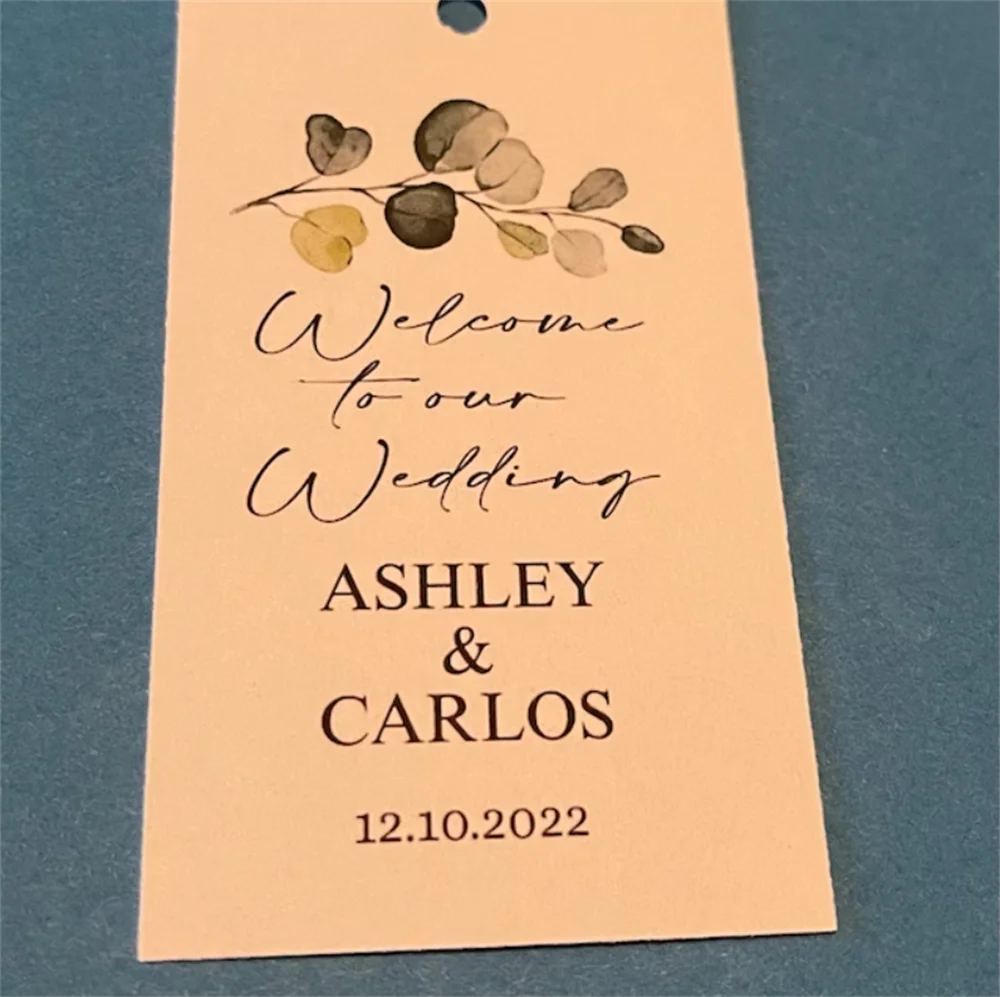 Welcome
to our
Wedding
ASHLEY
&
CARLOS
12.10.2022